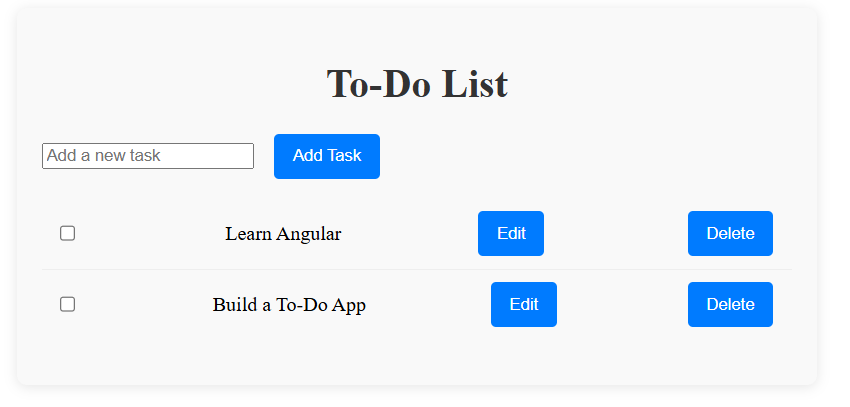 To-Do List
Add a new task Add Task
Learn Angular Edit Delete
Build a To-Do App Edit Delete